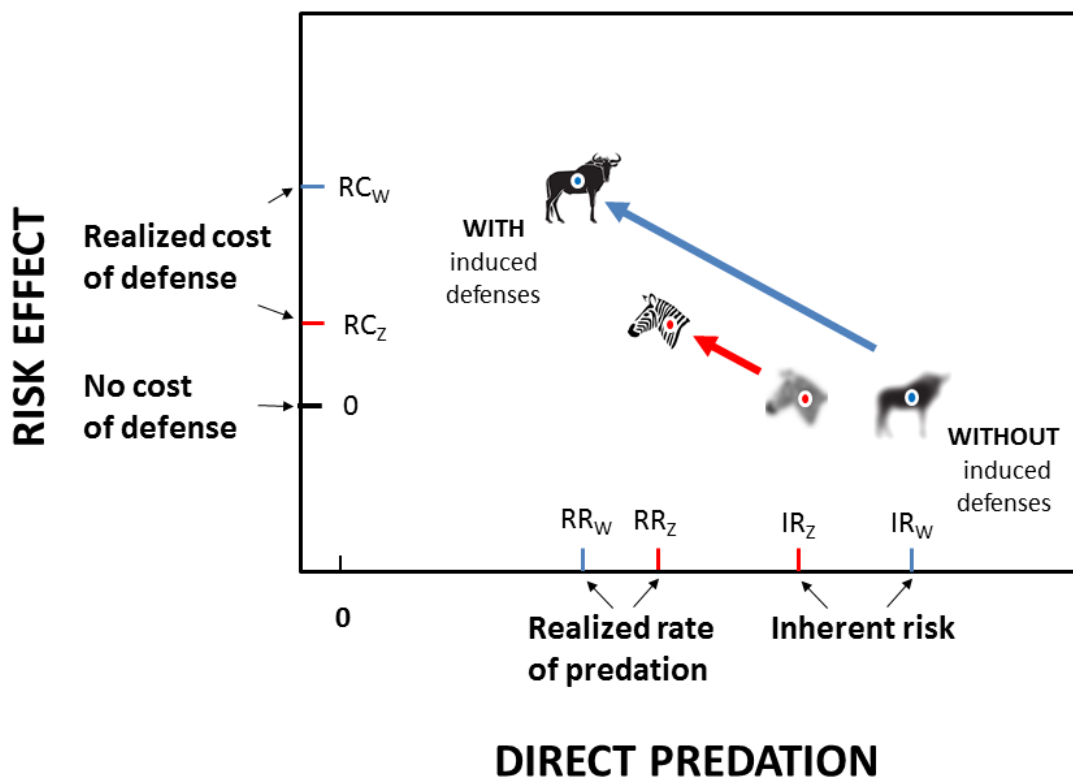 RISK EFFECT
Realized cost
of defense
No cost
of defense
RC_W
RC_Z
0
WITH
induced
defenses
WITHOUT
induced
defenses
RR_W RR_Z IR_Z IR_W
0
Realized rate
of predation
Inherent risk
DIRECT PREDATION